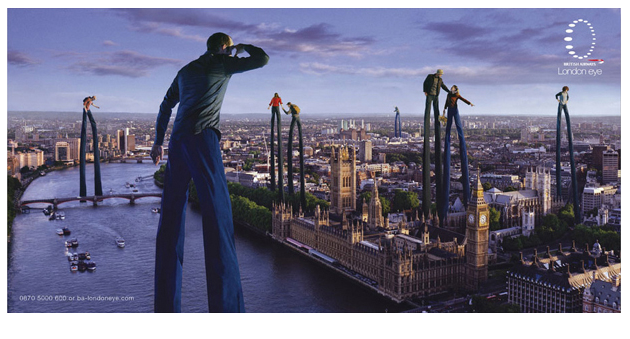 BRITISH AIRWAYS
London eye
0870 5000 600 or ba-londoneye.com